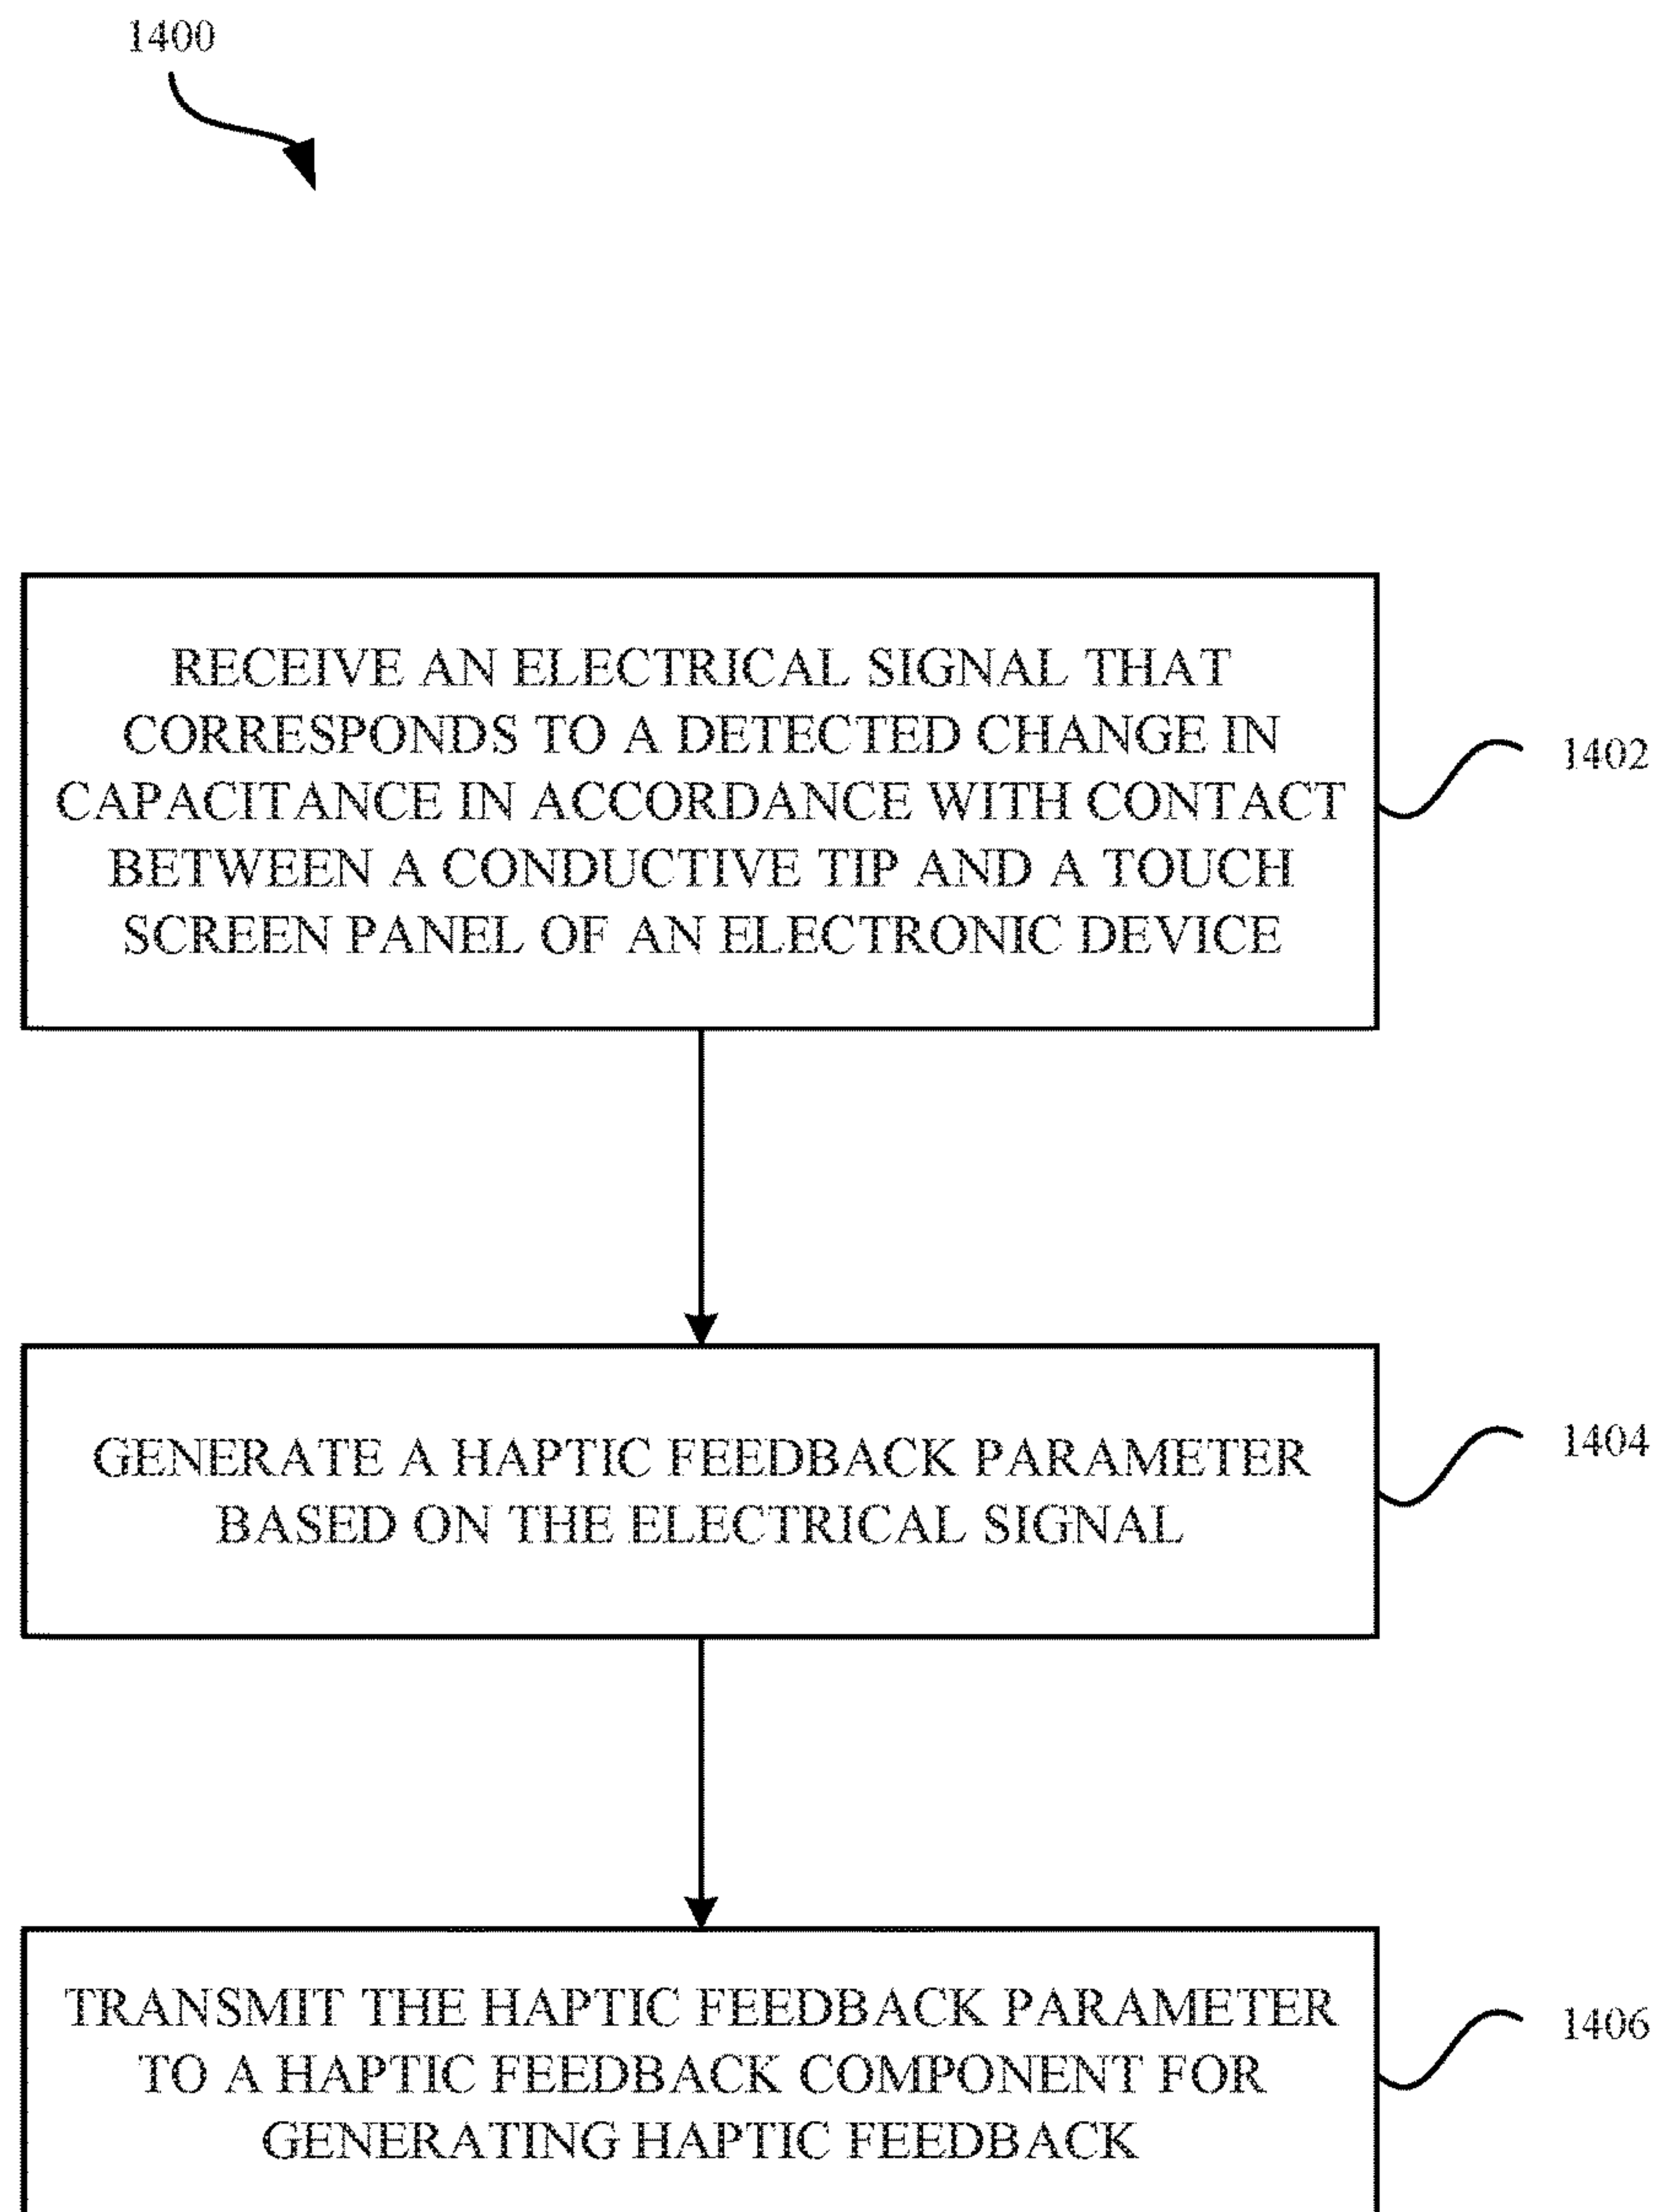 1400
RECEIVE AN ELECTRICAL SIGNAL THAT
CORRESPONDS TO A DETECTED CHANGE IN
CAPACITANCE IN ACCORDANCE WITH CONTACT
BETWEEN A CONDUCTIVE TIP AND A TOUCH
SCREEN PANEL OF AN ELECTRONIC DEVICE
1402
GENERATE A HAPTIC FEEDBACK PARAMETER
BASED ON THE ELECTRICAL SIGNAL
1404
TRANSMIT THE HAPTIC FEEDBACK PARAMETER
TO A HAPTIC FEEDBACK COMPONENT FOR
GENERATING HAPTIC FEEDBACK
1406